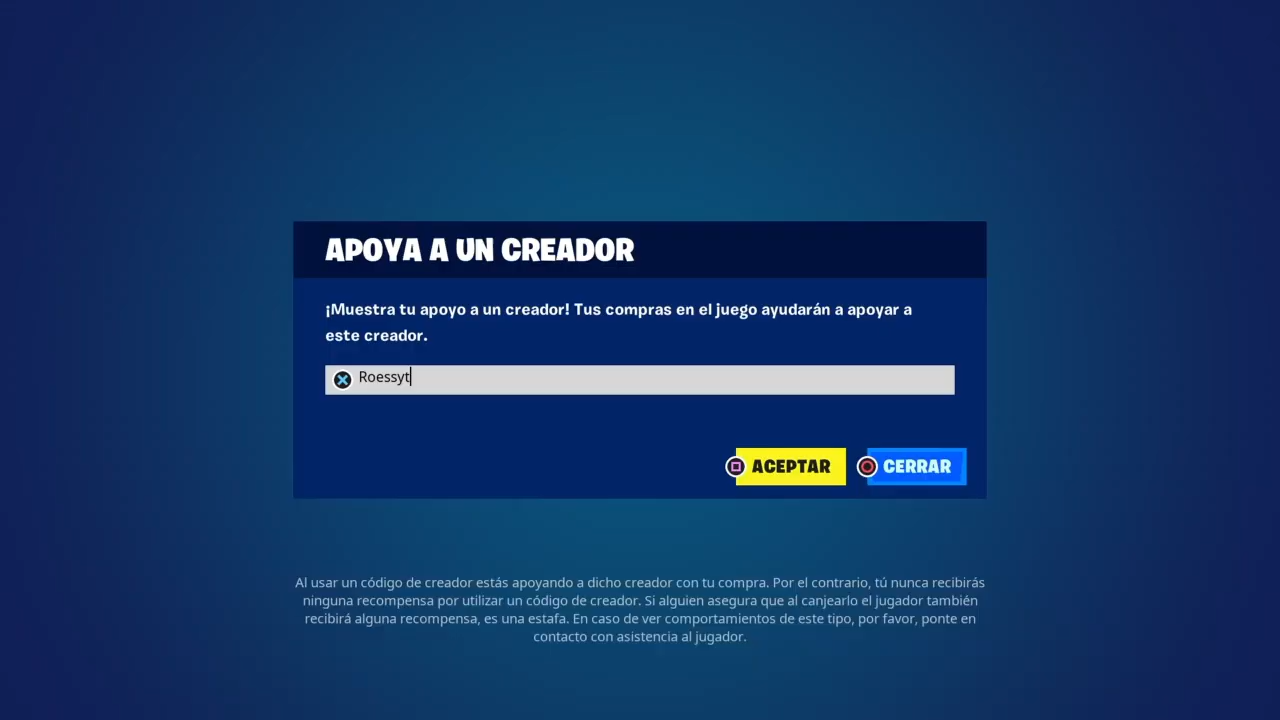 APOYA A UN CREADOR
¡Muestra tu apoyo a un creador! Tus compras en el juego ayudarán a apoyar a
este creador.
Roessyt
ACEPTAR
CERRAR
Al usar un código de creador estás apoyando a dicho creador con tu compra. Por el contrario, tú nunca recibirás
ninguna recompensa por utilizar un código de creador. Si alguien asegura que al canjearlo el jugador también
recibirá alguna recompensa, es una estafa. En caso de ver comportamientos de este tipo, por favor, ponte en
contacto con asistencia al jugador.